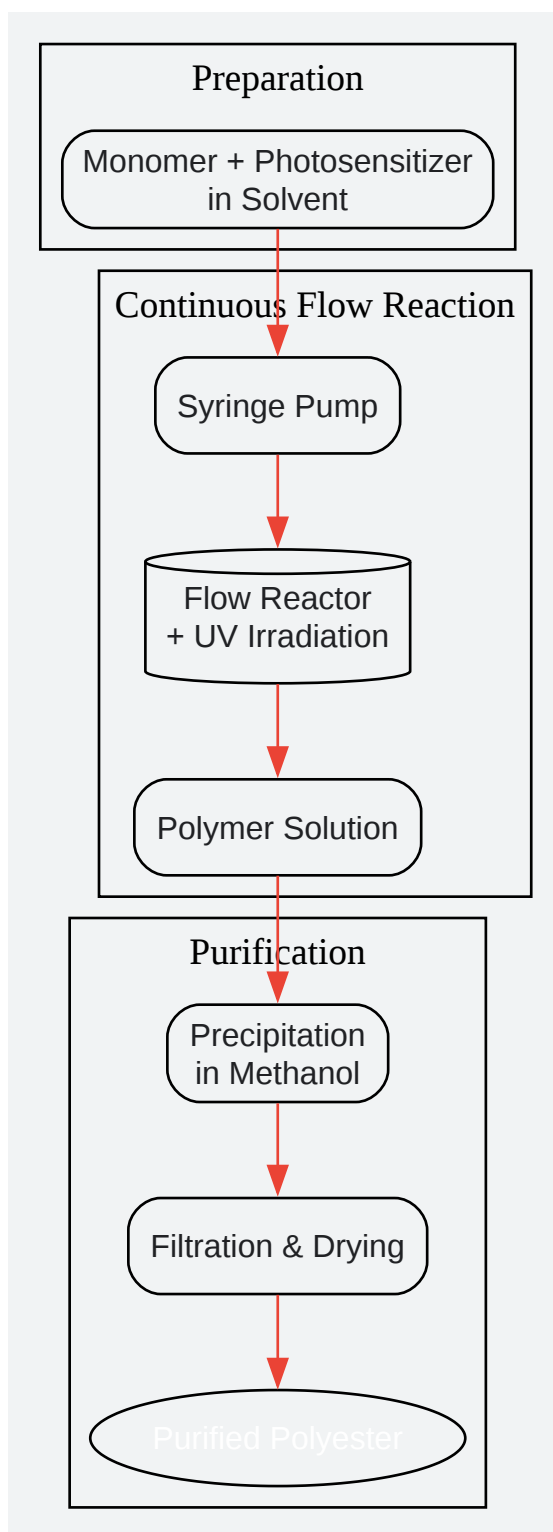 Preparation
Monomer + Photosensitizer
in Solvent
Continuous Flow Reaction
Syringe Pump
Flow Reactor
+ UV Irradiation
Polymer Solution
Purification
Precipitation
in Methanol
Filtration & Drying
Purified Polyester